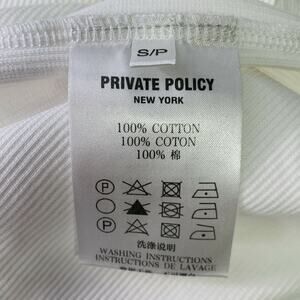 S/P
PRIVATE POLICY
NEW YORK
100% COTTON
100% COTON
100% 棉
P
P
洗涤说明
WASHING INSTRUCTIONS
INSTRUCTIONS DE LAVAGE